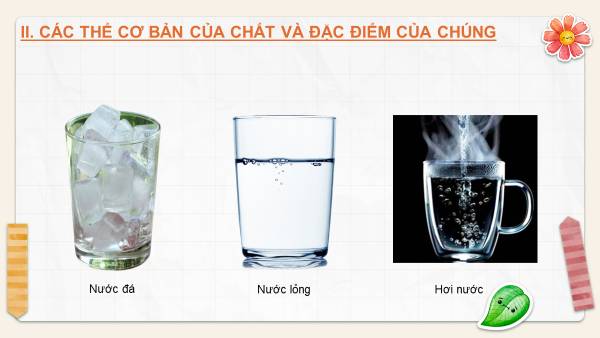 II. CÁC THỂ CƠ BẢN CỦA CHẤT VÀ ĐẶC ĐIỂM CỦA CHÚNG
Nước đá
Nước lỏng
Hơi nước